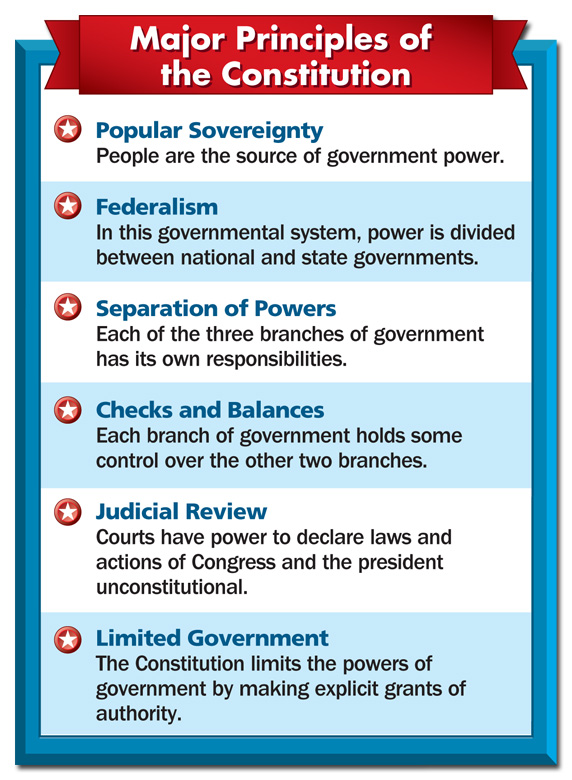 Major Principles of
the Constitution
Popular Sovereignty
People are the source of government power.
Federalism
In this governmental system, power is divided
between national and state governments.
Separation of Powers
Each of the three branches of government
has its own responsibilities.
Checks and Balances
Each branch of government holds some
control over the other two branches.
Judicial Review
Courts have power to declare laws and
actions of Congress and the president
unconstitutional.
Limited Government
The Constitution limits the powers of
government by making explicit grants of
authority.